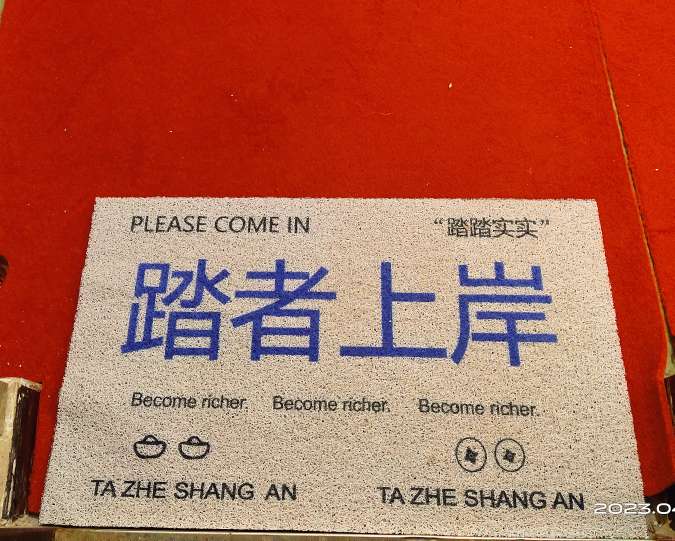 PLEASE COME IN
“踏踏实实”
踏者上岸
Become richer. Become richer. Become richer.
TA ZHE SHANG AN TA ZHE SHANG AN
2023.04